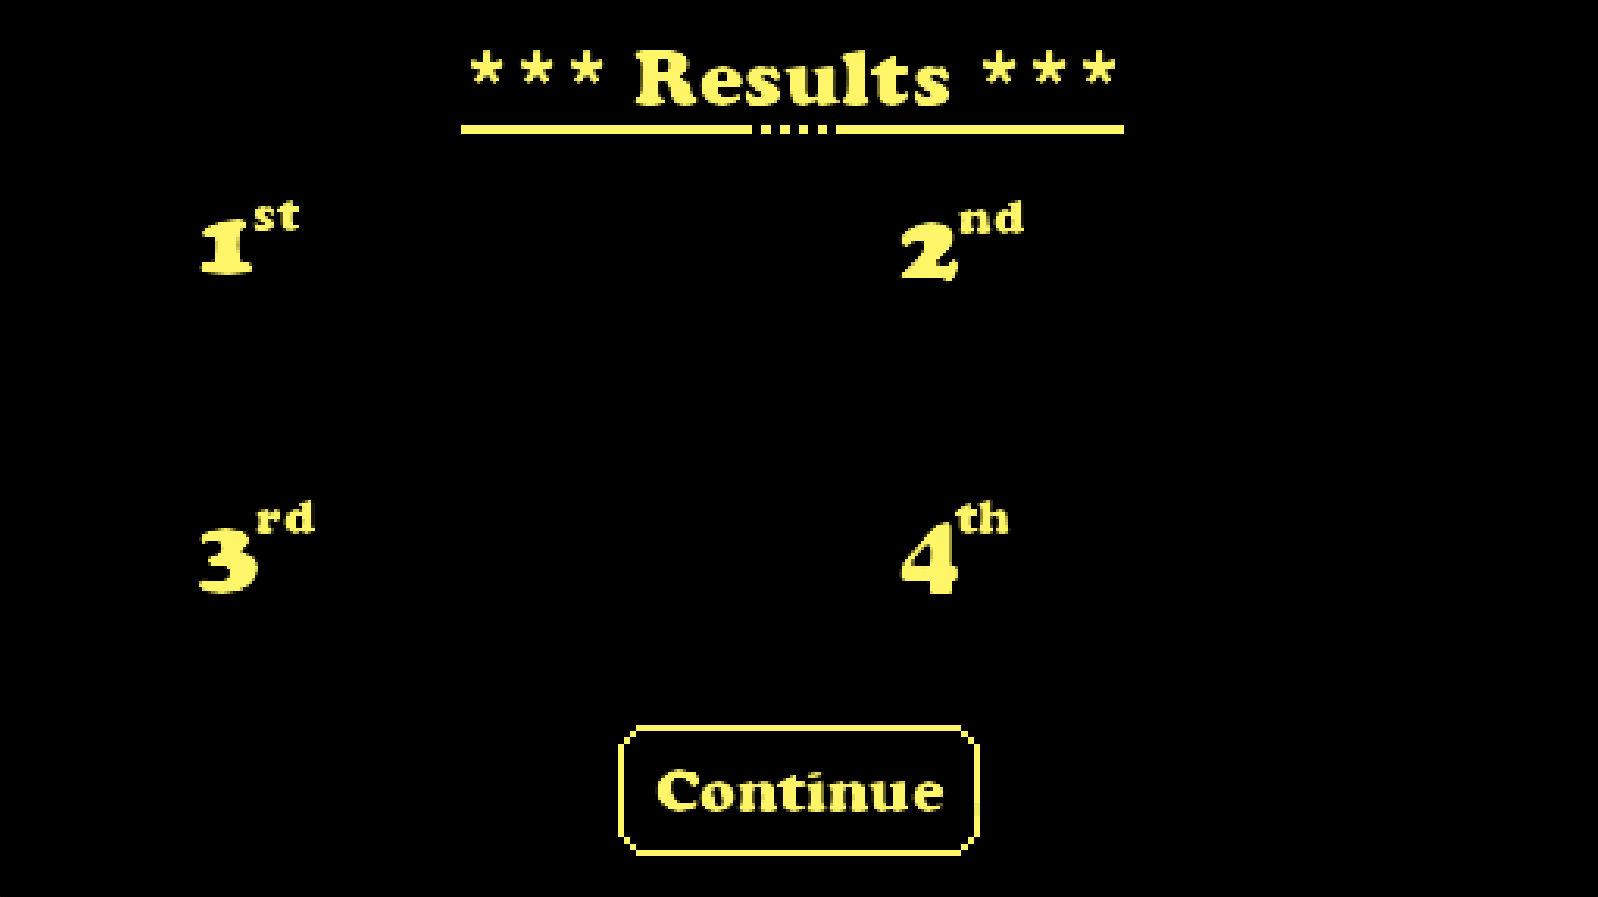 *** Results ***
1st
2nd
3rd
4th
Continue